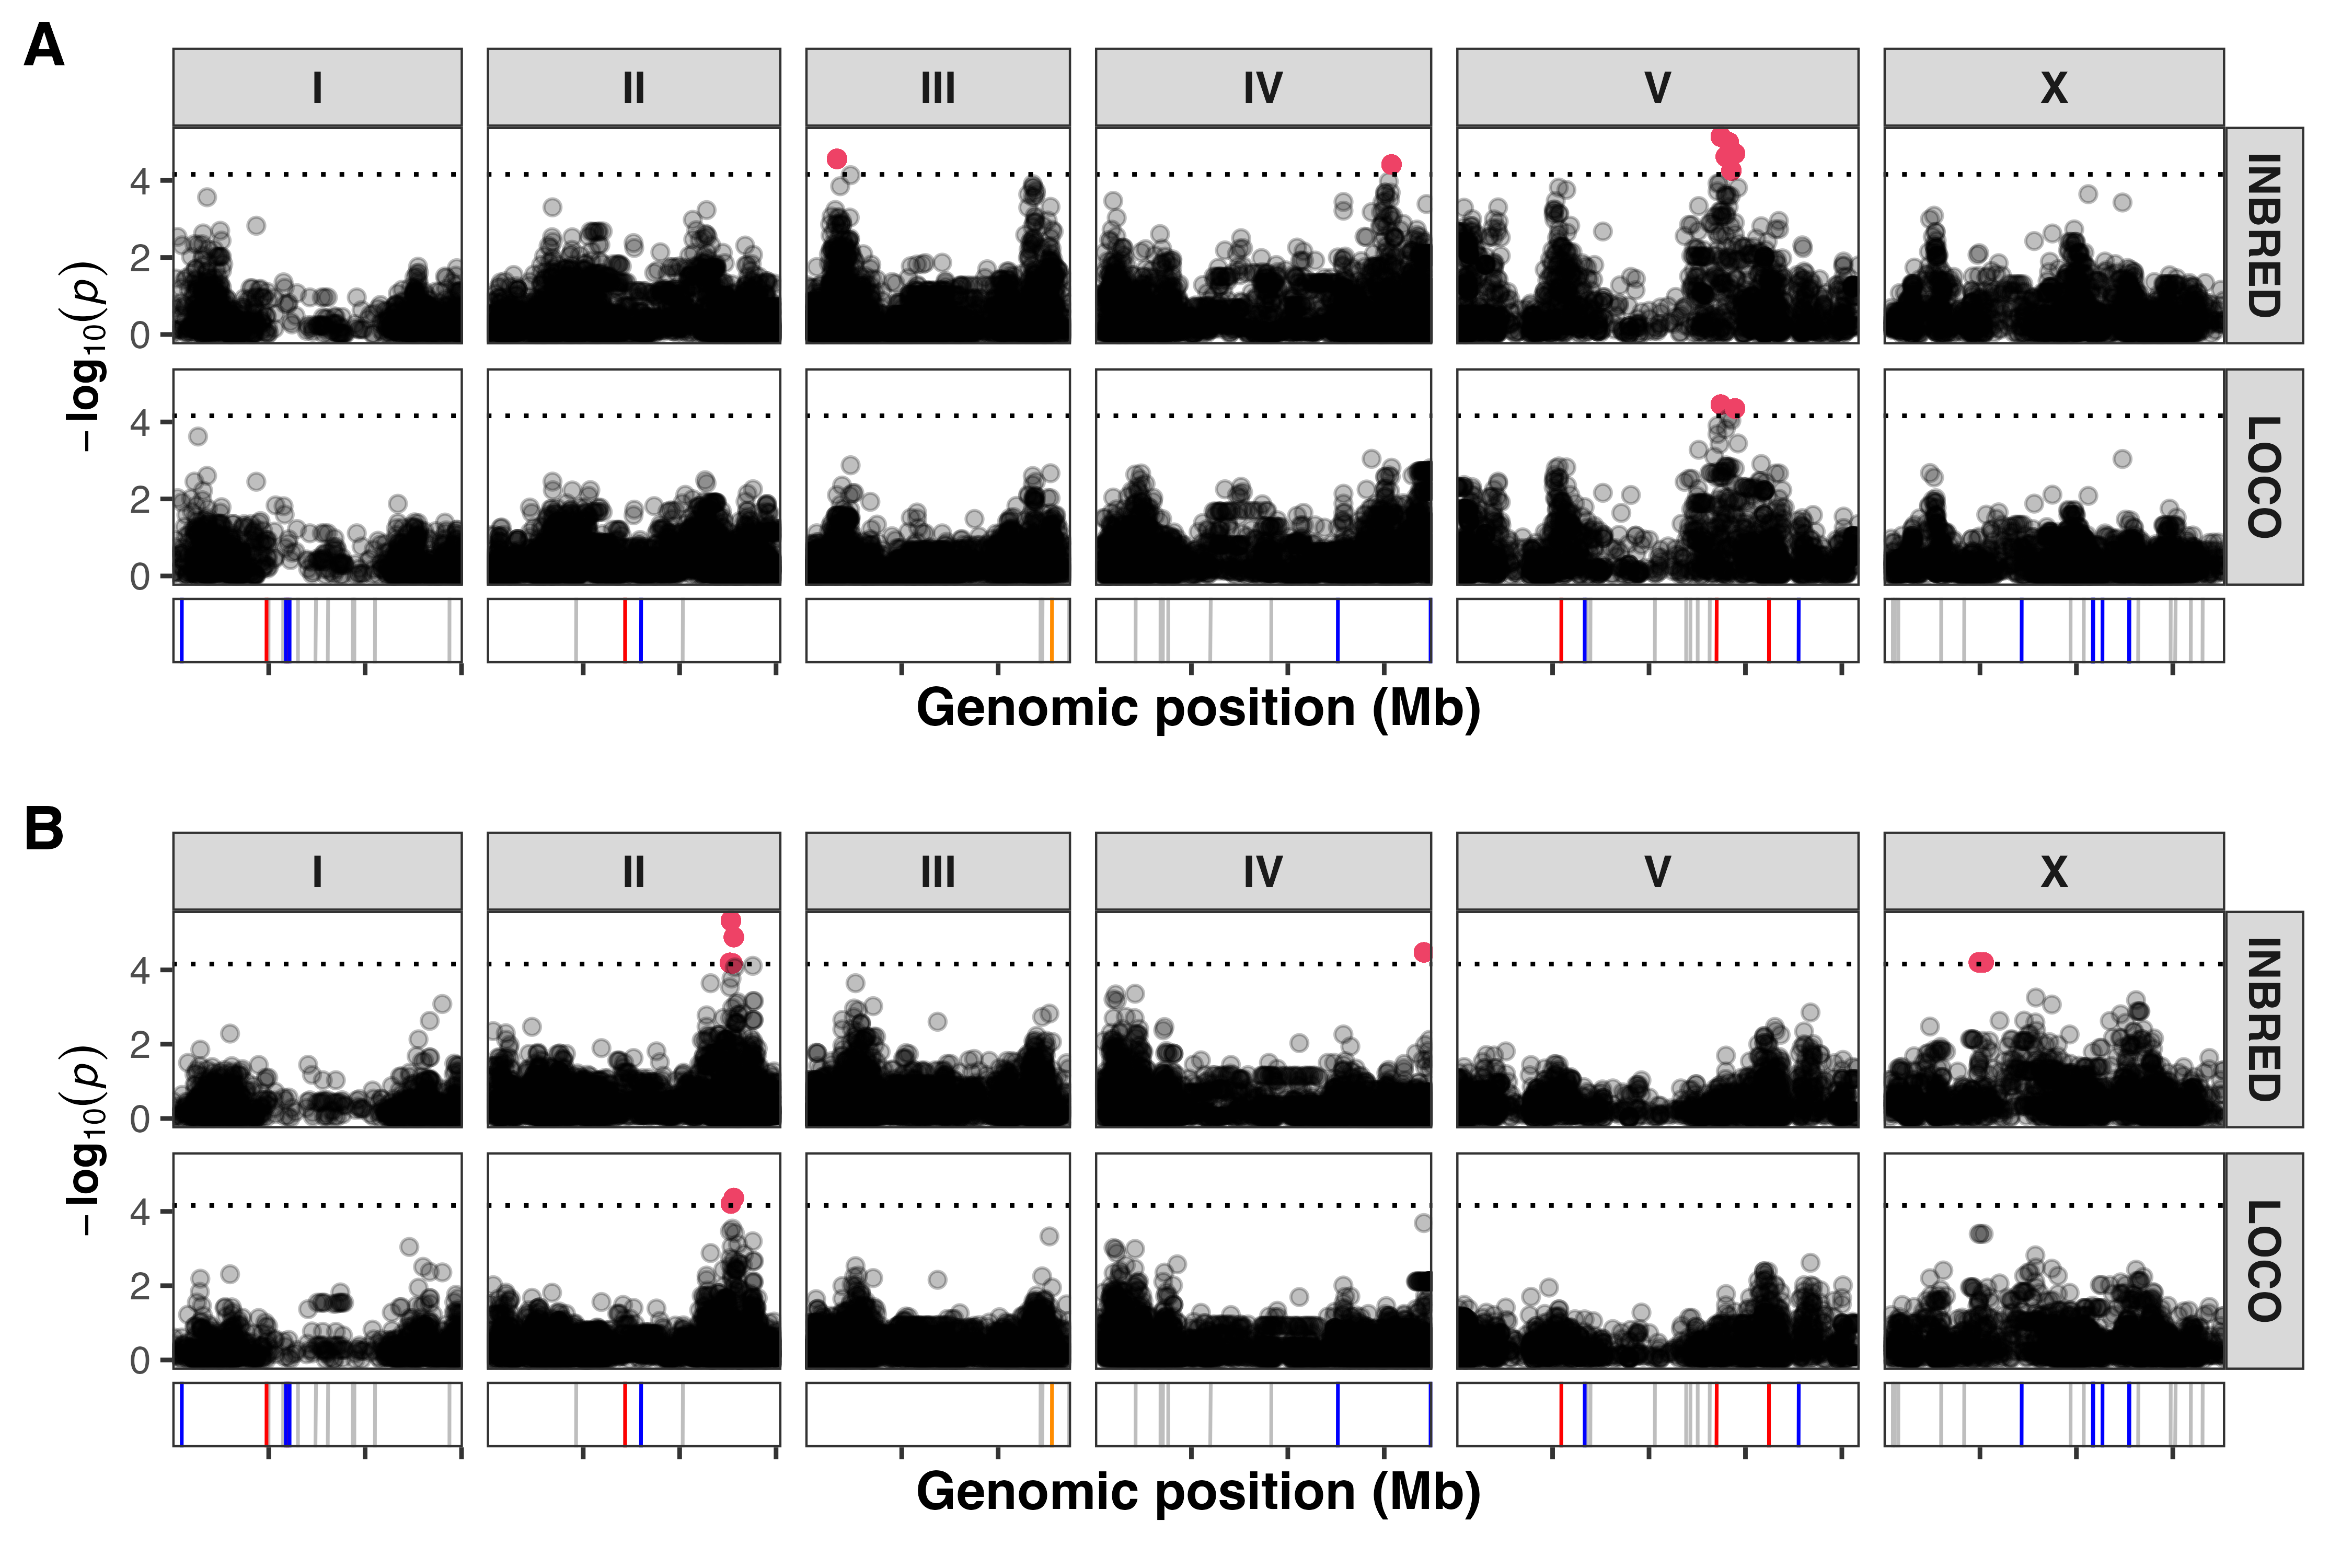 A
I II III IV V X
4
2
0
INBRED
4
2
0
LOCO
−log10(p)
Genomic position (Mb)
B
I II III IV V X
4
2
0
INBRED
4
2
0
LOCO
−log10(p)
Genomic position (Mb)